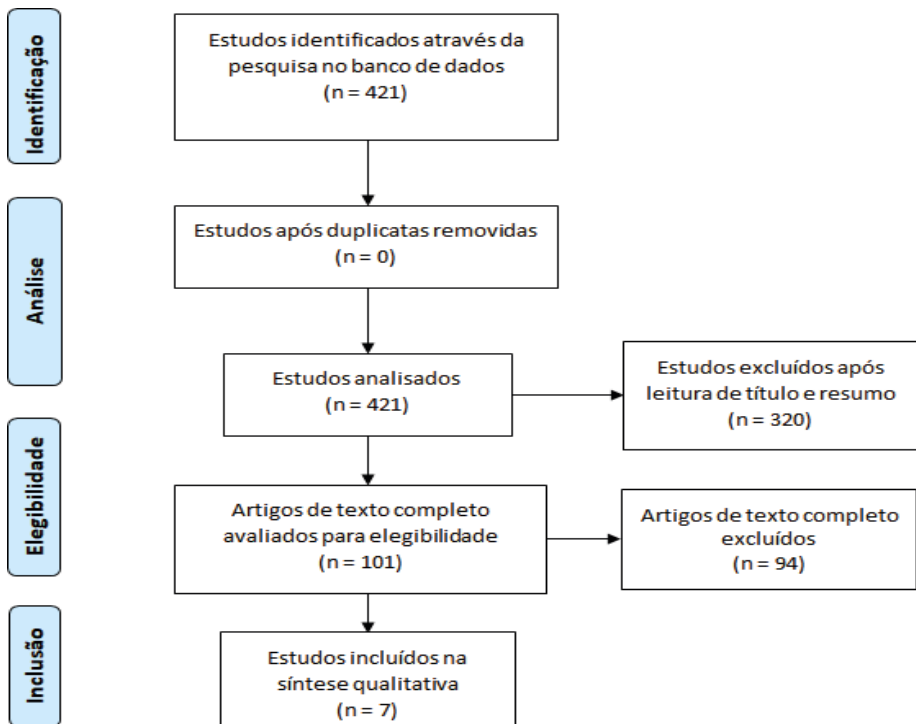 Identificação
Estudos identificados através da
pesquisa no banco de dados
(n = 421)
Análise
Estudos após duplicatas removidas
(n = 0)
Estudos analisados
(n = 421)
Estudos excluídos após
leitura de título e resumo
(n = 320)
Elegibilidade
Artigos de texto completo
avaliados para elegibilidade
(n = 101)
Artigos de texto completo
excluídos
(n = 94)
Inclusão
Estudos incluídos na
síntese qualitativa
(n = 7)